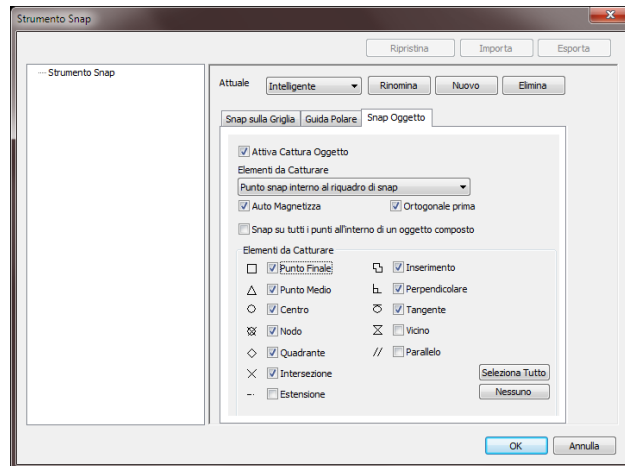 Strumento Snap
Ripristina Importa Esporta
Strumento Snap
Attuale Intelligente Rinomina Nuovo Elimina
Snap sulla Griglia Guida Polare Snap Oggetto
Attiva Cattura Oggetto
Elementi da Catturare
Punto snap interno al riquadro di snap
Auto Magnetizza Ortogonale prima
Snap su tutti i punti all'interno di un oggetto composto
Elementi da Catturare
Punto Finale Inserimento
Punto Medio Perpendicolare
Centro Tangente
Nodo Vicino
Quadrante Parallelo
Intersezione Seleziona Tutto
Estensione Nessuno
OK Annulla